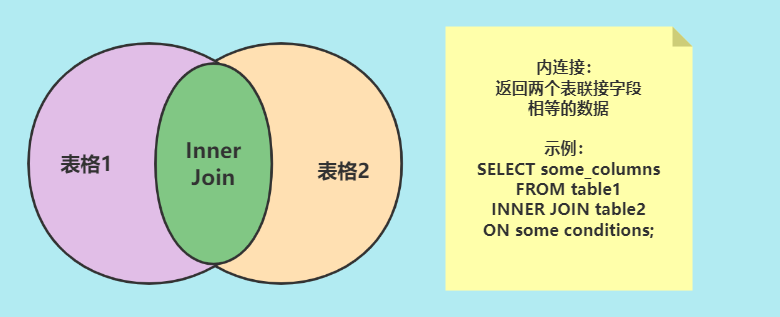 表格1
Inner
Join
表格2
内连接：
返回两个表联接字段
相等的数据
示例：
SELECT some_columns
FROM table1
INNER JOIN table2
ON some conditions;